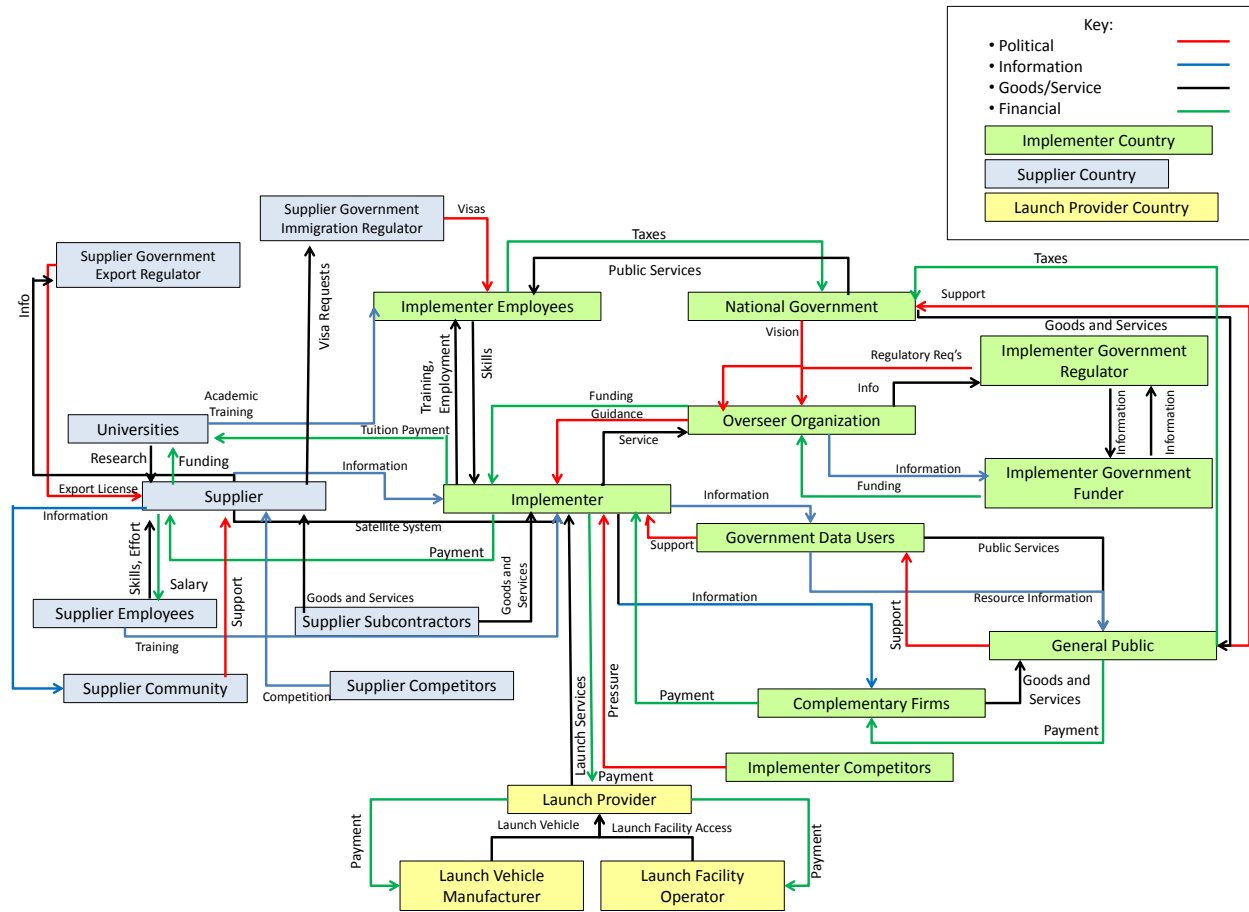 Key:
• Political
• Information
• Goods/Service
• Financial
Implementer Country
Supplier Country
Launch Provider Country
Supplier Government
Immigration Regulator
Visas
Taxes
Supplier Government
Export Regulator
Public Services
Taxes
Info
Visa Requests
Implementer Employees
National Government
Support
Goods and Services
Vision
Implementer Government
Regulator
Regulatory Req's
Training,
Employment
Skills
Info
Academic
Training
Funding
Guidance
Overseer Organization
Universities
Tuition Payment
Service
Information
Information
Research
Funding
Information
Information
Implementer Government
Funder
Funding
Export License
Supplier
Implementer
Information
Information
Satellite System
Support
Government Data Users
Public Services
Payment
Skills, Effort
Salary
Goods and
Services
Support
Goods and Services
Information
Resource Information
Supplier Employees
Supplier Subcontractors
Support
General Public
Training
Supplier Community
Competition
Supplier Competitors
Launch Services
Pressure
Payment
Complementary Firms
Goods and
Services
Payment
Implementer Competitors
Payment
Launch Provider
Launch Vehicle
Launch Facility Access
Payment
Payment
Launch Vehicle
Manufacturer
Launch Facility
Operator